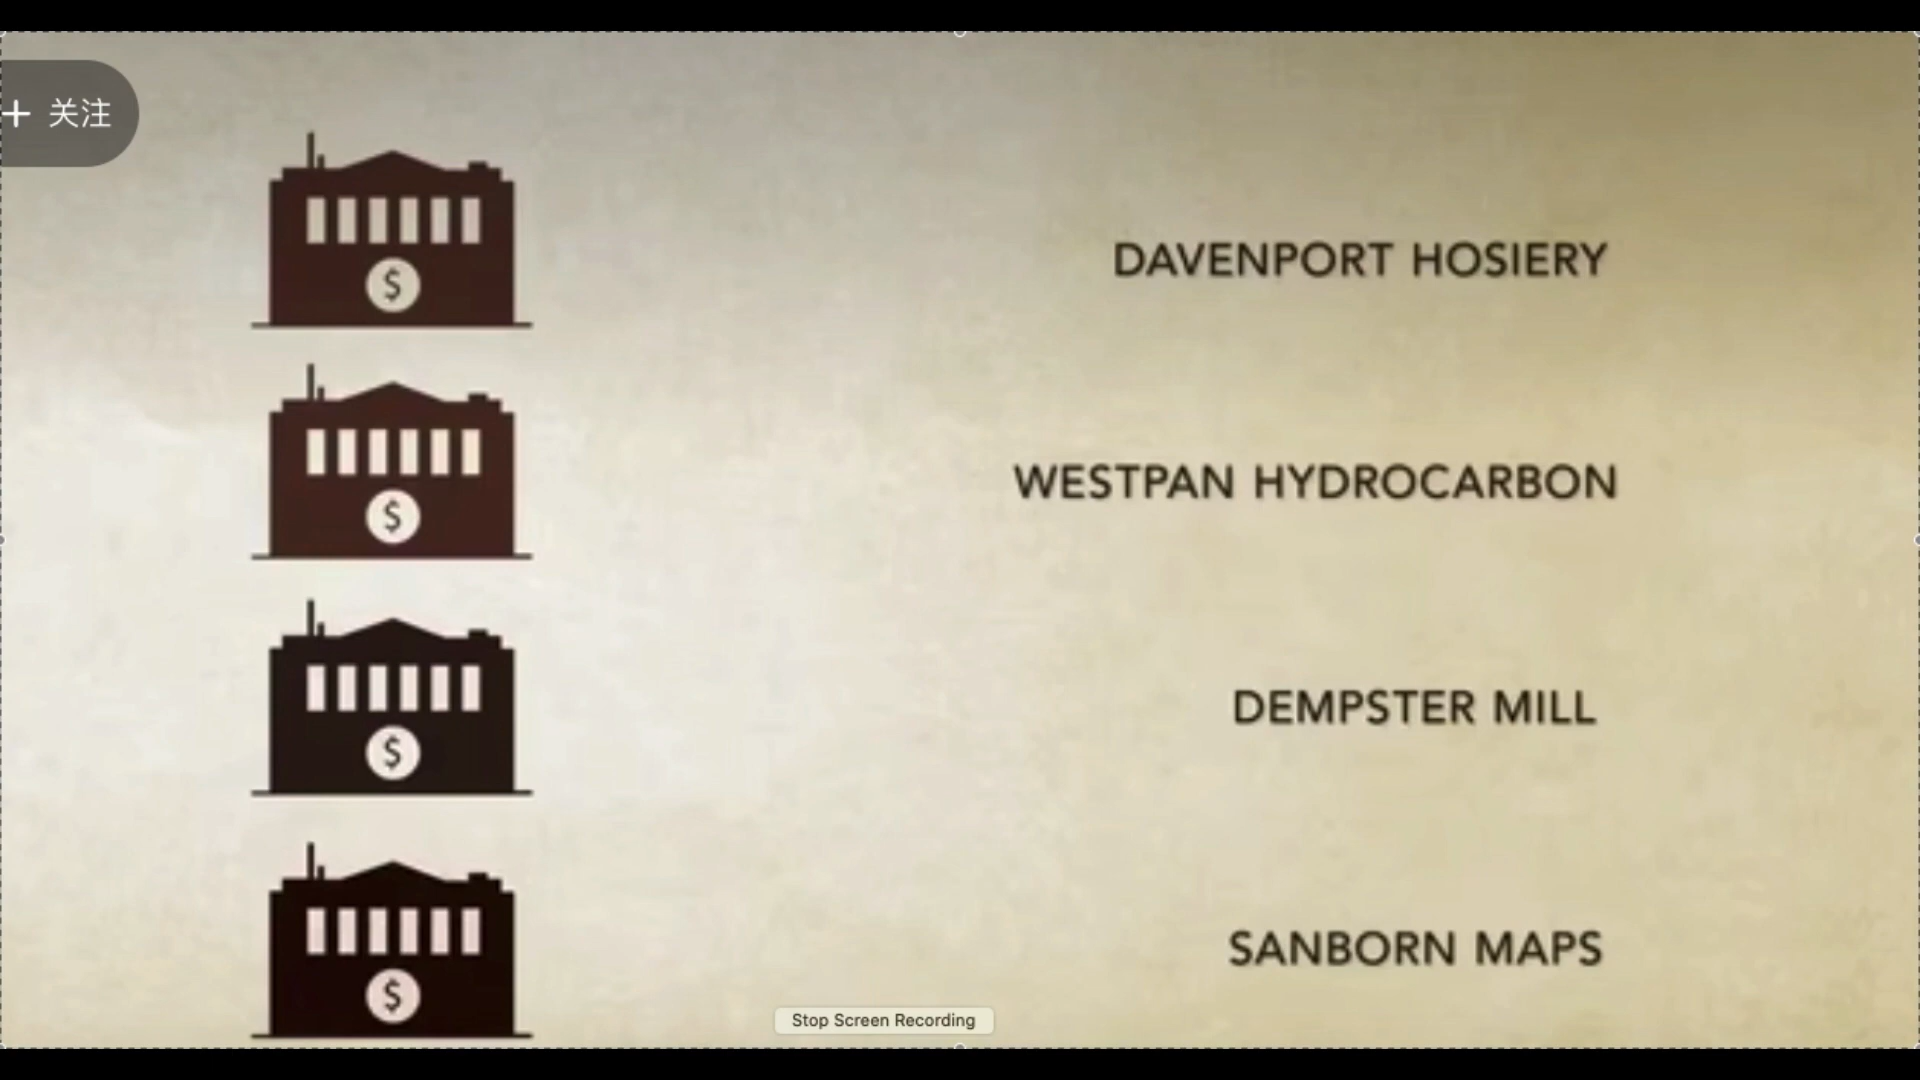 + 关注
$
DAVENPORT HOSIERY
$
WESTPAN HYDROCARBON
$
DEMPSTER MILL
$
SANBORN MAPS
Stop Screen Recording